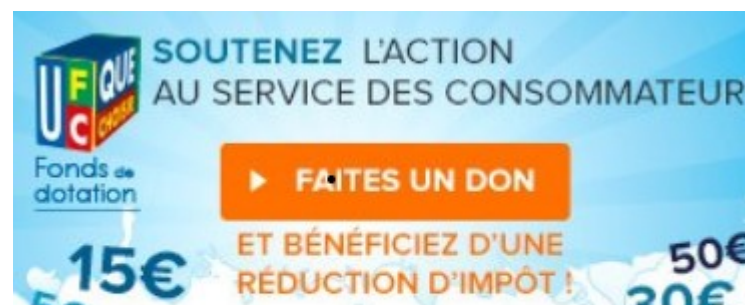 UFC QUE CHOISIR
Fonds de
dotation
SOUTENEZ L'ACTION
AU SERVICE DES CONSOMMATEUR
FAITES UN DON
ET BÉNÉFICIEZ D'UNE
RÉDUCTION D'IMPÔT !
15€
50€
30€